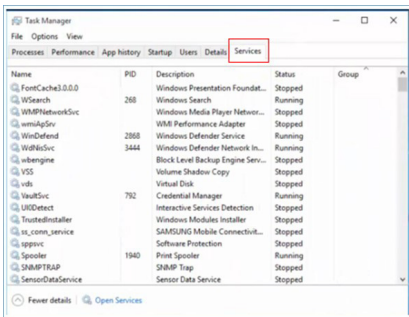 Task Manager
File Options View
Processes Performance App history Startup Users Details Services
Name PID Description Status Group
FontCache3.0.0.0 Windows Presentation Foundat... Stopped
WSearch 268 Windows Search Running
WMPNetworkSvc Windows Media Player Networ... Stopped
wmiApSrv WMI Performance Adapter Stopped
WinDefend 2868 Windows Defender Service Running
WdNisSvc 3444 Windows Defender Network In... Running
wbengine Block Level Backup Engine Serv... Stopped
VSS Volume Shadow Copy Stopped
vds Virtual Disk Stopped
VaultSvc 792 Credential Manager Running
UI0Detect Interactive Services Detection Stopped
TrustedInstaller Windows Modules Installer Stopped
ss_conn_service SAMSUNG Mobile Connectivit... Stopped
sppsvc Software Protection Stopped
Spooler 1940 Print Spooler Running
SNMPTRAP SNMP Trap Stopped
SensorDataService Sensor Data Service Stopped
Fewer details Open Services